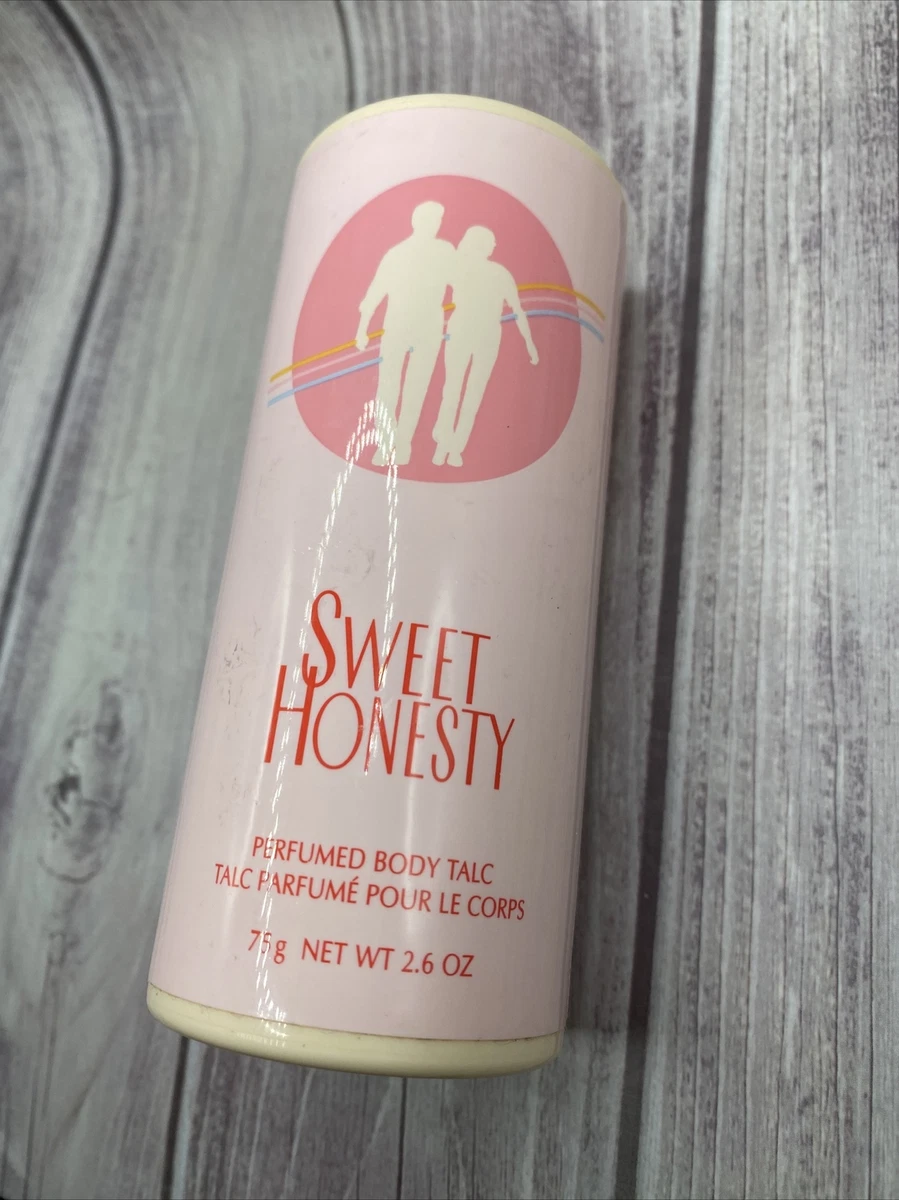 SWEET
HONESTY
PERFUMED BODY TALC
TALC PARFUMÉ POUR LE CORPS
75g NET WT 2.6 OZ